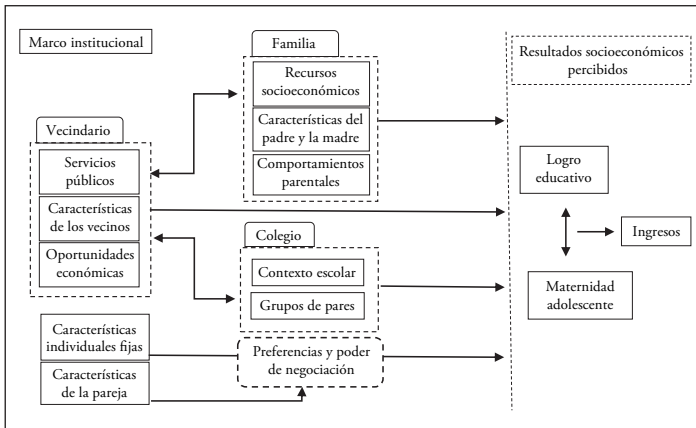 Marco institucional
Familia
Recursos
socioeconómicos
Características del
padre y la madre
Comportamientos
parentales
Resultados socioeconómicos
percibidos
Vecindario
Servicios
públicos
Características
de los vecinos
Oportunidades
económicas
Colegio
Contexto escolar
Grupos de pares
Logro
educativo
Ingresos
Maternidad
adolescente
Características
individuales fijas
Características
de la pareja
Preferencias y poder
de negociación